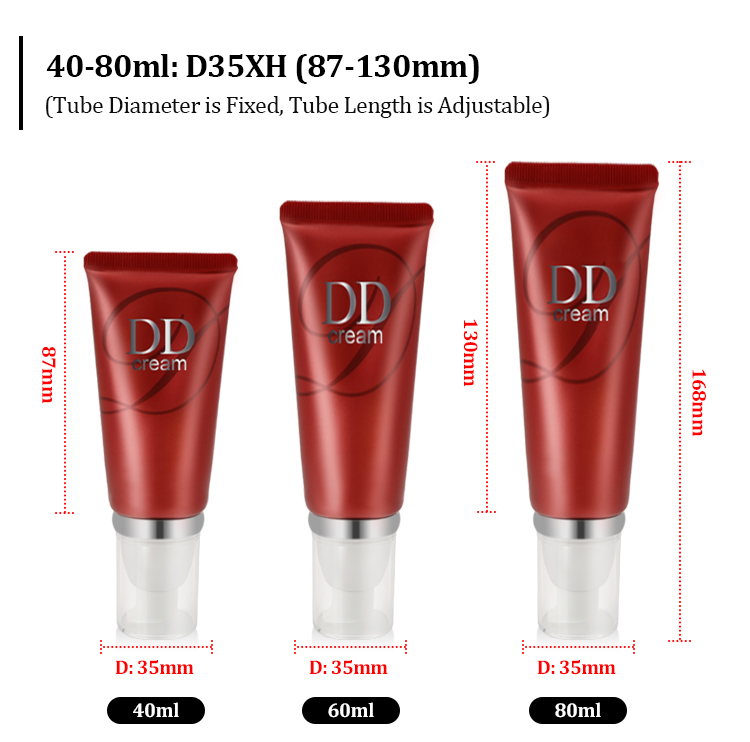 40-80ml: D35XH (87-130mm)
(Tube Diameter is Fixed, Tube Length is Adjustable)
DD
cream
DD
cream
DD
cream
87mm
130mm
168mm
D: 35mm
D: 35mm
D: 35mm
40ml
60ml
80ml